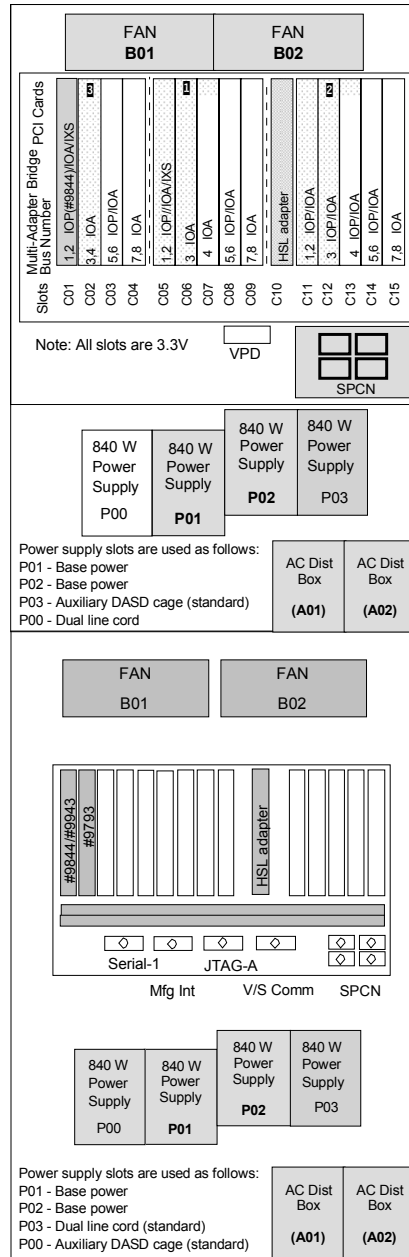 FAN
B01
FAN
B02
Slots
Multi-Adapter Bridge
Bus Number
PCI Cards
C01
1,2 IOP(#9844)/IOA/IXS
C02
3,4 IOA
3
C03
5,6 IOP/IOA
C04
7,8 IOA
C05
1,2 IOP//IOA/IXS
C06
3 IOA
1
C07
4 IOA
C08
5,6 IOP/IOA
C09
7,8 IOA
C10
HSL adapter
C11
1,2 IOP/IOA
C12
3 IOP/IOA
2
C13
4 IOP/IOA
C14
5,6 IOP/IOA
C15
7,8 IOA
Note: All slots are 3.3V
VPD
SPCN
840 W
Power
Supply
P00
840 W
Power
Supply
P01
840 W
Power
Supply
P02
840 W
Power
Supply
P03
Power supply slots are used as follows:
P01 - Base power
P02 - Base power
P03 - Auxiliary DASD cage (standard)
P00 - Dual line cord
AC Dist
Box
(A01)
AC Dist
Box
(A02)
FAN
B01
FAN
B02
#9844/#9943
#9793
HSL adapter
Serial-1
JTAG-A
Mfg Int
V/S Comm
SPCN
840 W
Power
Supply
P00
840 W
Power
Supply
P01
840 W
Power
Supply
P02
840 W
Power
Supply
P03
Power supply slots are used as follows:
P01 - Base power
P02 - Base power
P03 - Dual line cord (standard)
P00 - Auxiliary DASD cage (standard)
AC Dist
Box
(A01)
AC Dist
Box
(A02)